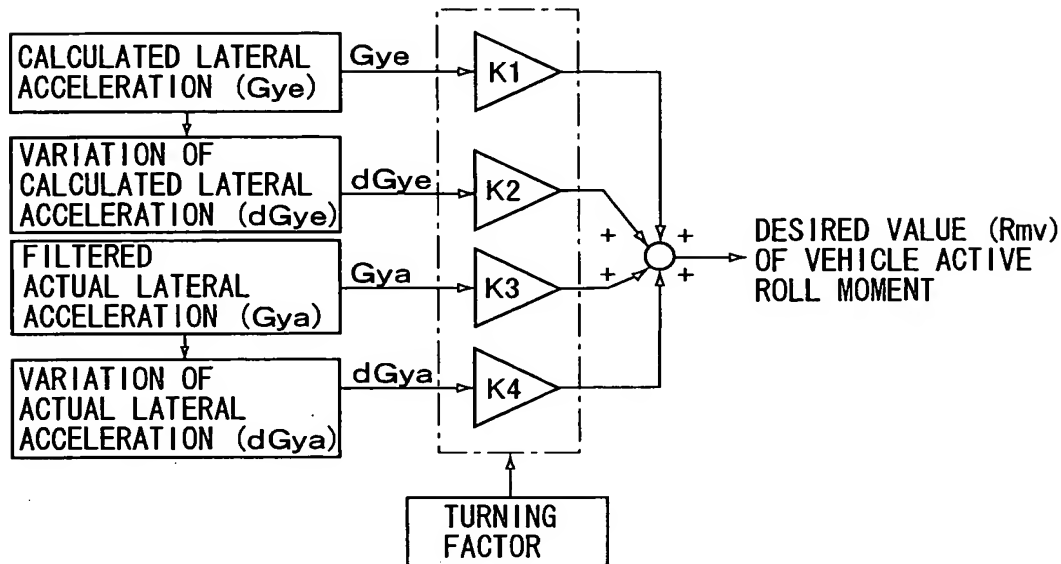 CALCULATED LATERAL
ACCELERATION (Gye)
Gye
K1
VARIATION OF
CALCULATED LATERAL
ACCELERATION (dGye)
dGye
K2
FILTERED
ACTUAL LATERAL
ACCELERATION (Gya)
Gya
K3
VARIATION OF
ACTUAL LATERAL
ACCELERATION (dGya)
dGya
K4
+ +
+ +
DESIRED VALUE (Rmv)
OF VEHICLE ACTIVE
ROLL MOMENT
TURNING
FACTOR